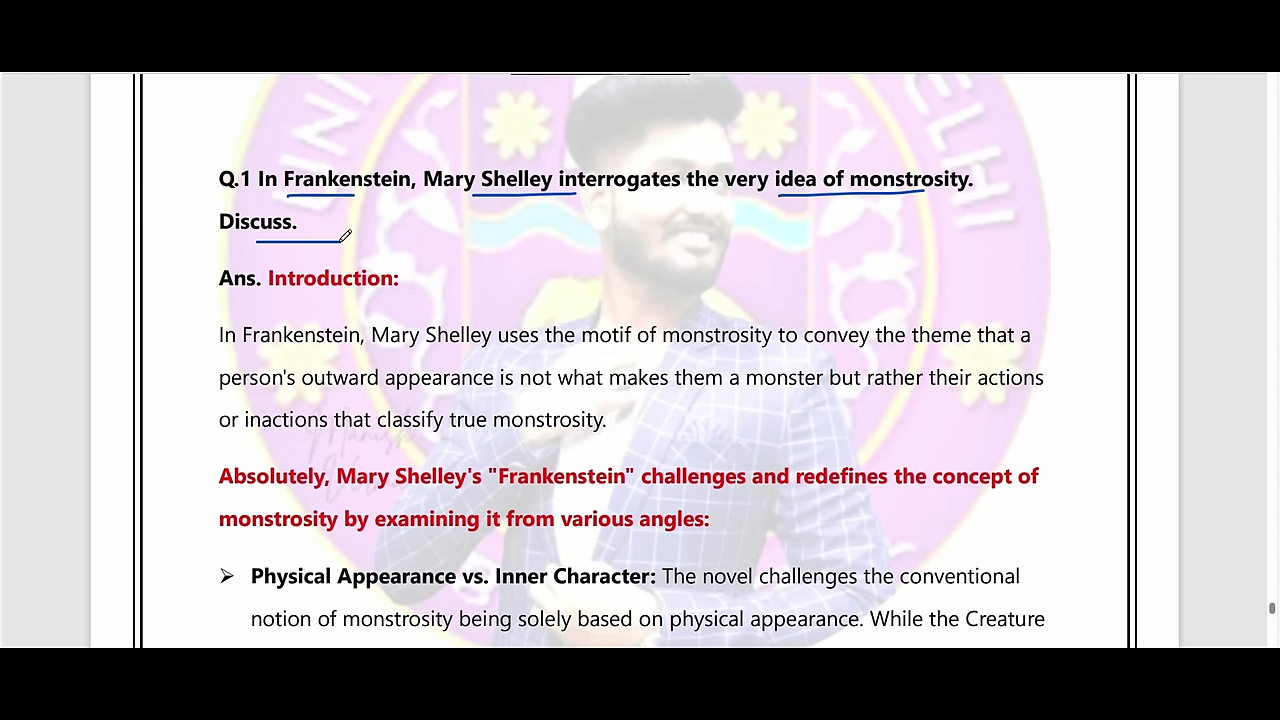 UNI
DELHI
Q.1 In Frankenstein, Mary Shelley interrogates the very idea of monstrosity.
Discuss.
Ans. Introduction:
In Frankenstein, Mary Shelley uses the motif of monstrosity to convey the theme that a
person's outward appearance is not what makes them a monster but rather their actions
or inactions that classify true monstrosity.
Absolutely, Mary Shelley's "Frankenstein" challenges and redefines the concept of
monstrosity by examining it from various angles:
➢ Physical Appearance vs. Inner Character: The novel challenges the conventional
notion of monstrosity being solely based on physical appearance. While the Creature